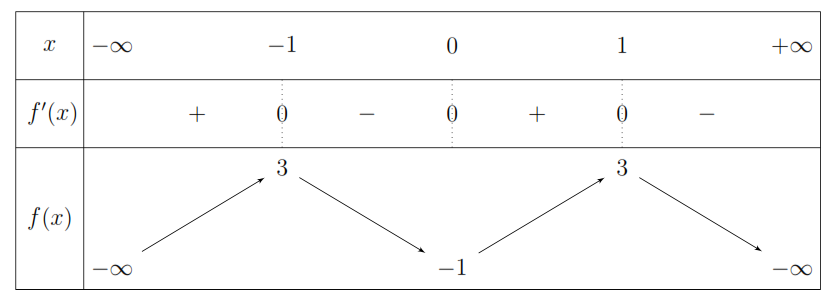 x −∞ −1 0 1 +∞
f′(x) + 0 − 0 + 0 −
3 3
f(x)
−∞ −1 −∞